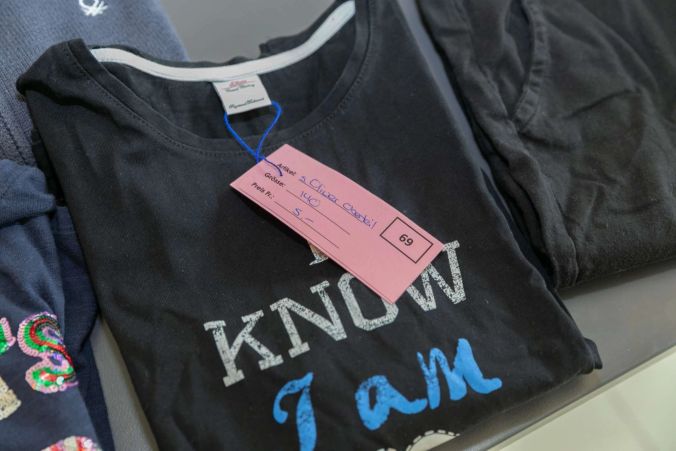 Artikel: s. Oliver Oberteil
Grösse: 140
Preis Fr.: 5.-
69
I
KNOW
I am